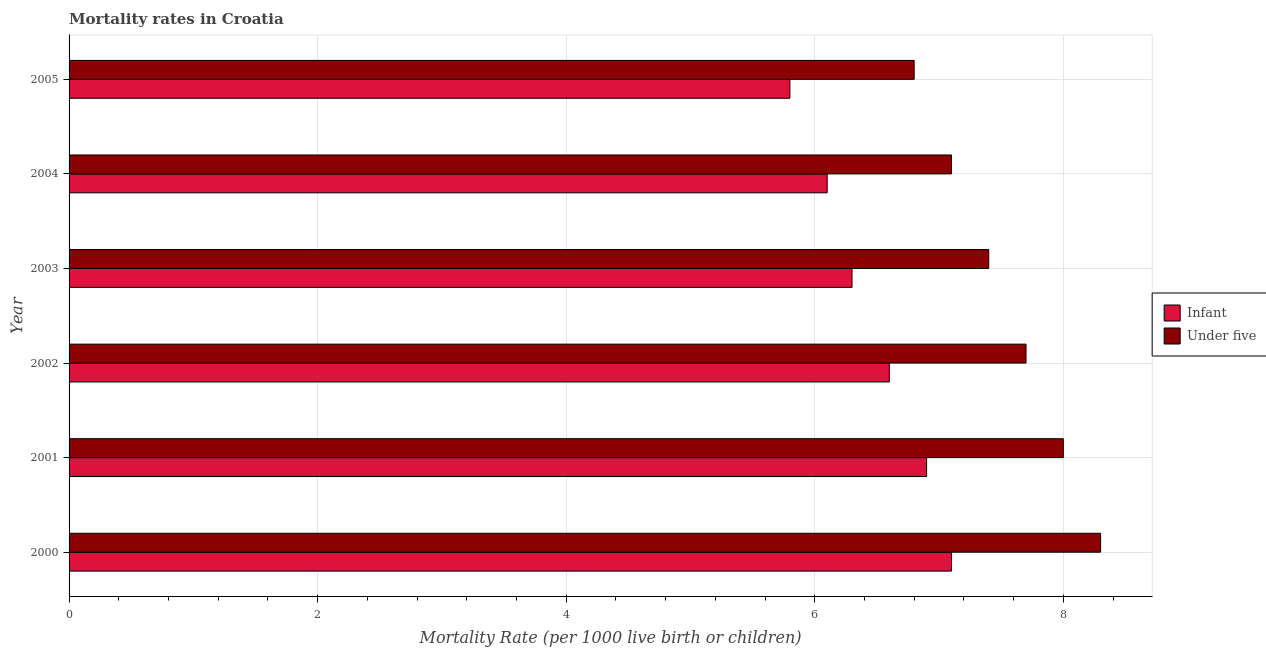 Mortality rates in Croatia
2005
2004
2003
2002
2001
2000
Year
0
2
4
6
8
Mortality Rate (per 1000 live birth or children)
Infant
Under five